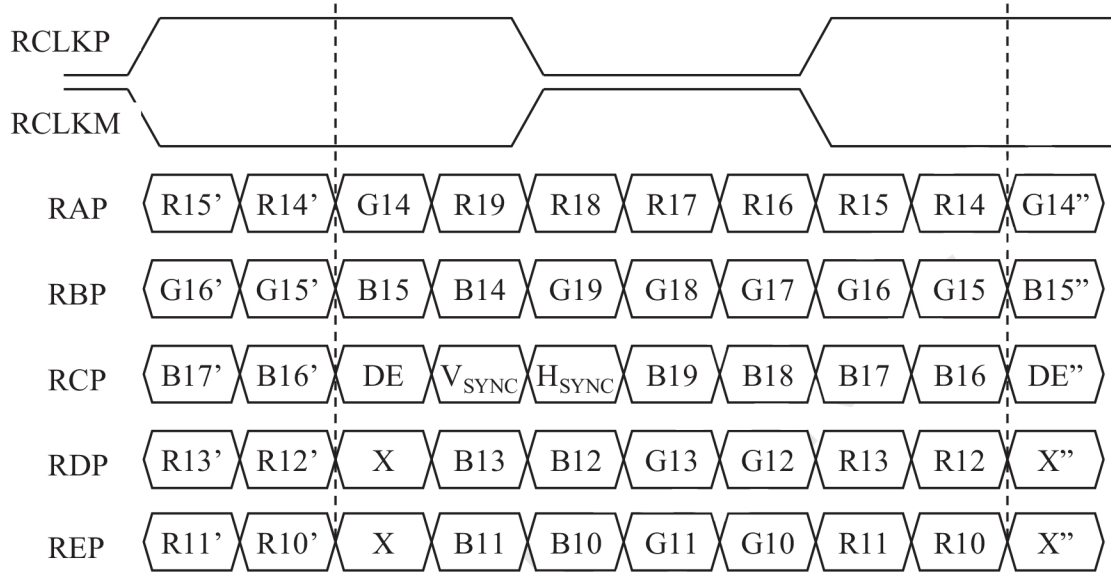 RCLKP
RCLKM
RAP R15’ R14’ G14 R19 R18 R17 R16 R15 R14 G14”
RBP G16’ G15’ B15 B14 G19 G18 G17 G16 G15 B15”
RCP B17’ B16’ DE VSYNC HSYNC B19 B18 B17 B16 DE”
RDP R13’ R12’ X B13 B12 G13 G12 R13 R12 X”
REP R11’ R10’ X B11 B10 G11 G10 R11 R10 X”